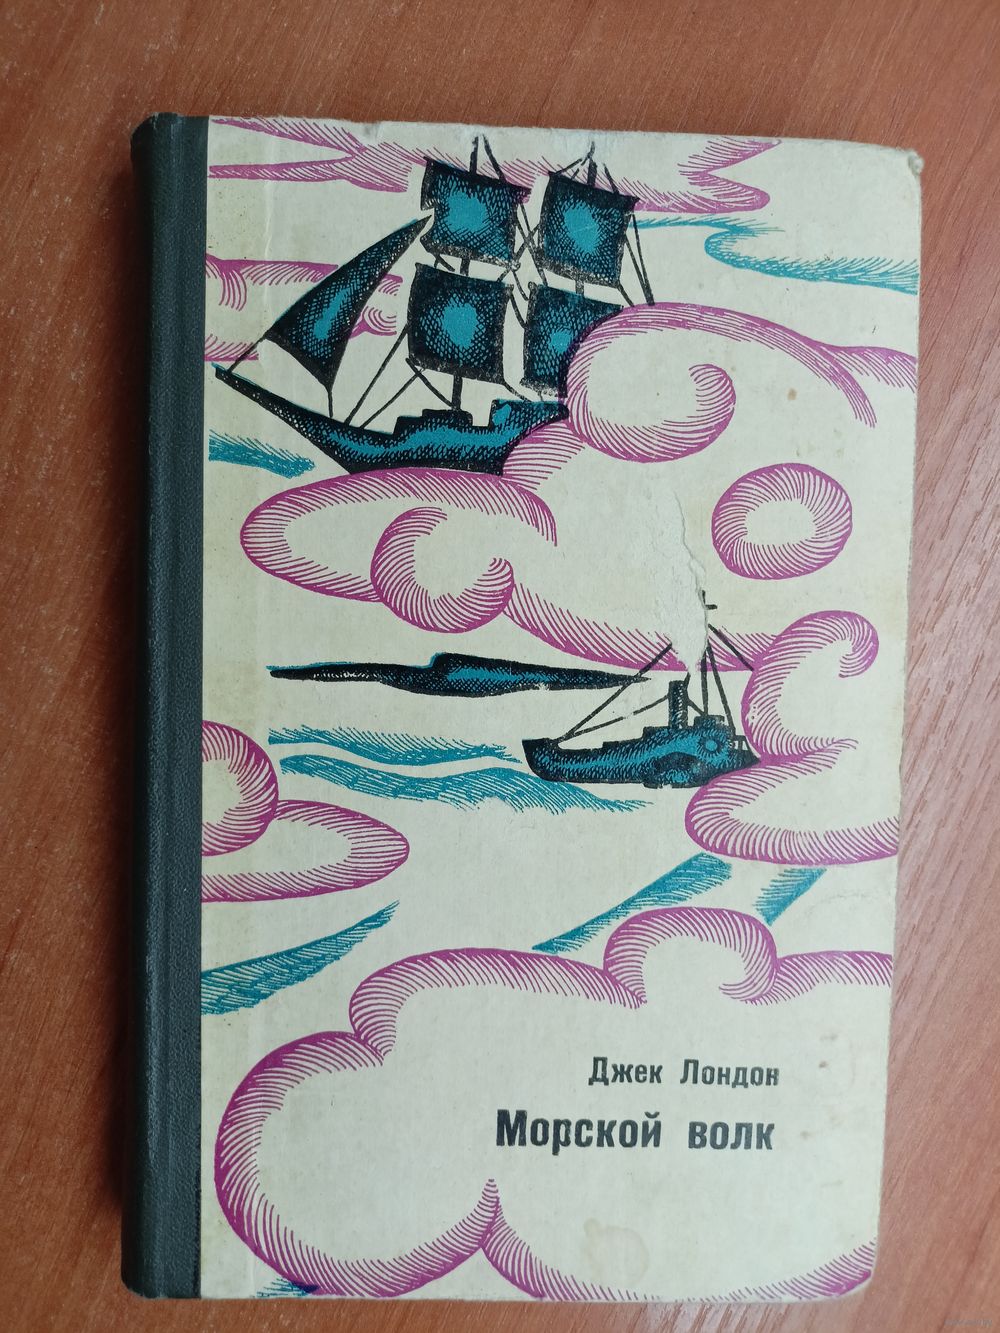 Джек Лондон
Морской волк